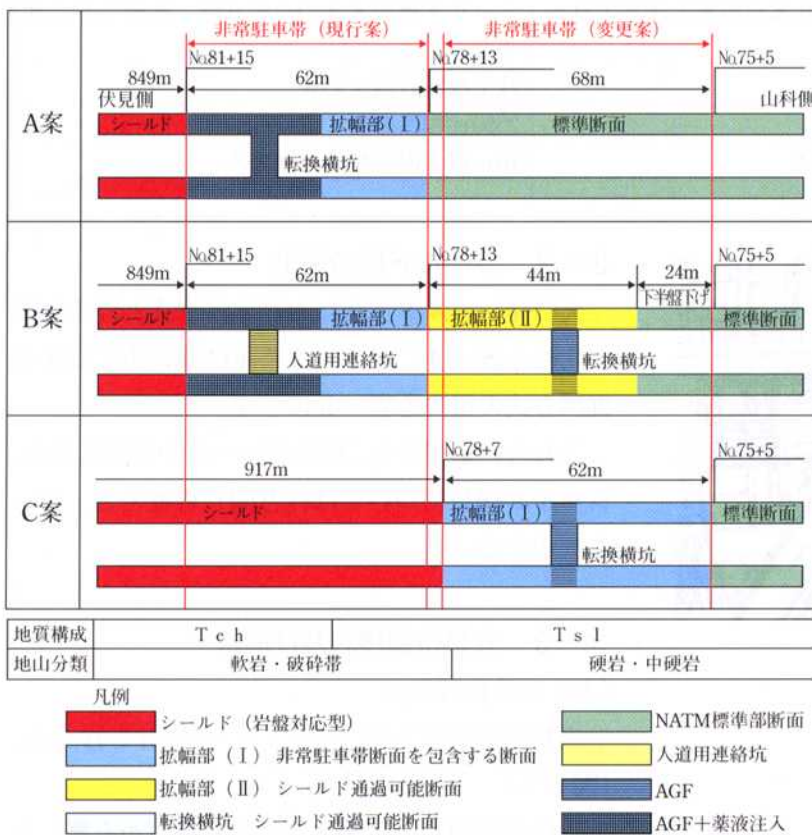 非常駐車帯（現行案） 非常駐車帯（変更案）
No.81+15 No.78+13 No.75+5
849m 62m 68m
伏見側 山科側
A案 シールド 拡幅部(Ⅰ) 標準断面
転換横坑
No.81+15 No.78+13 No.75+5
849m 62m 44m 24m
下半盤下げ
B案 シールド 拡幅部(Ⅰ) 拡幅部(Ⅱ) 標準断面
人道用連絡坑 転換横坑
No.78+7 No.75+5
917m 62m
C案 シールド 拡幅部(Ⅰ) 標準断面
転換横坑
地質構成 Tch Tsl
地山分類 軟岩・破砕帯 硬岩・中硬岩
凡例
シールド（岩盤対応型） NATM標準部断面
拡幅部（Ⅰ） 非常駐車帯断面を包含する断面 人道用連絡坑
拡幅部（Ⅱ） シールド通過可能断面 AGF
転換横坑 シールド通過可能断面 AGF＋薬液注入